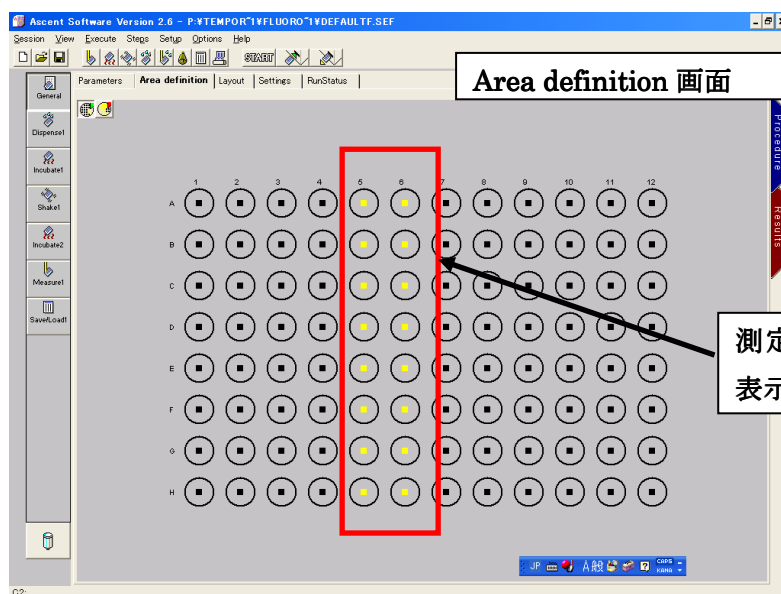 Ascent Software Version 2.6 - P:¥TEMPOR~1¥FLUORO~1¥DEFAULTF.SEF
Session View Execute Steps Setup Options Help
START
General
Dispense1
Incubate1
Shake1
Incubate2
Measure1
Save/Load1
Parameters Area definition Layout Settings RunStatus
Area definition 画面
Procedure
Results
1 2 3 4 5 6 7 8 9 10 11 12
A
B
C
D
E
F
G
H
測定
表示
JP A 般 CAPS
KANA
C2: